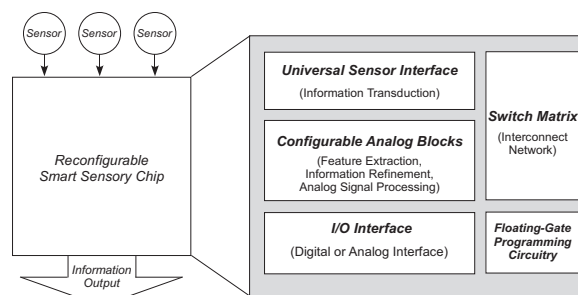 Sensor
Sensor
Sensor
Reconfigurable
Smart Sensory Chip
Information
Output
Universal Sensor Interface
(Information Transduction)
Configurable Analog Blocks
(Feature Extraction,
Information Refinement,
Analog Signal Processing)
I/O Interface
(Digital or Analog Interface)
Switch Matrix
(Interconnect
Network)
Floating-Gate
Programming
Circuitry